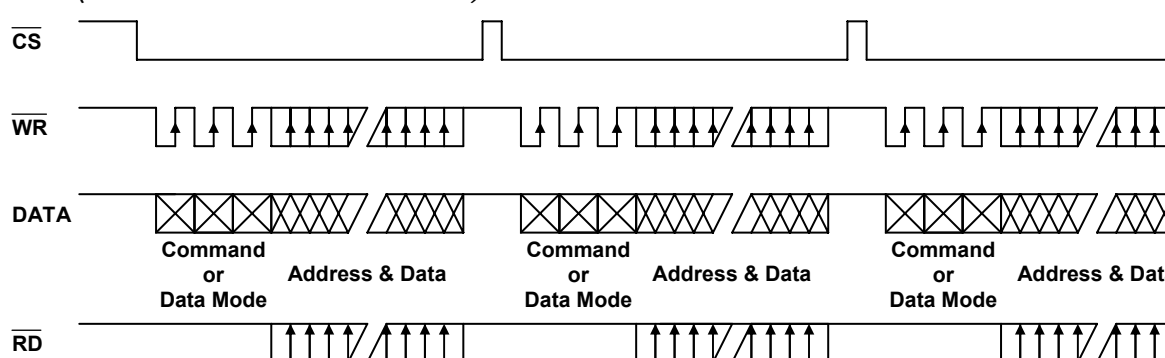 CS
WR
DATA
Command Command Command
or Address & Data or Address & Data or Address & Dat
Data Mode Data Mode Data Mode
RD